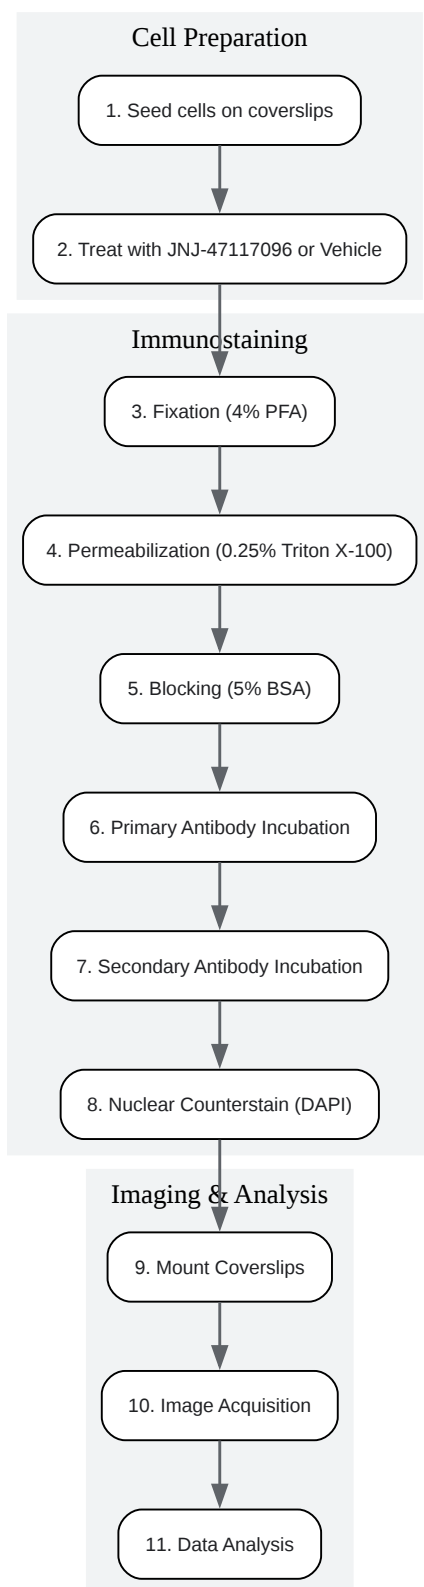 Cell Preparation
1. Seed cells on coverslips
2. Treat with JNJ-47117096 or Vehicle
Immunostaining
3. Fixation (4% PFA)
4. Permeabilization (0.25% Triton X-100)
5. Blocking (5% BSA)
6. Primary Antibody Incubation
7. Secondary Antibody Incubation
8. Nuclear Counterstain (DAPI)
Imaging & Analysis
9. Mount Coverslips
10. Image Acquisition
11. Data Analysis